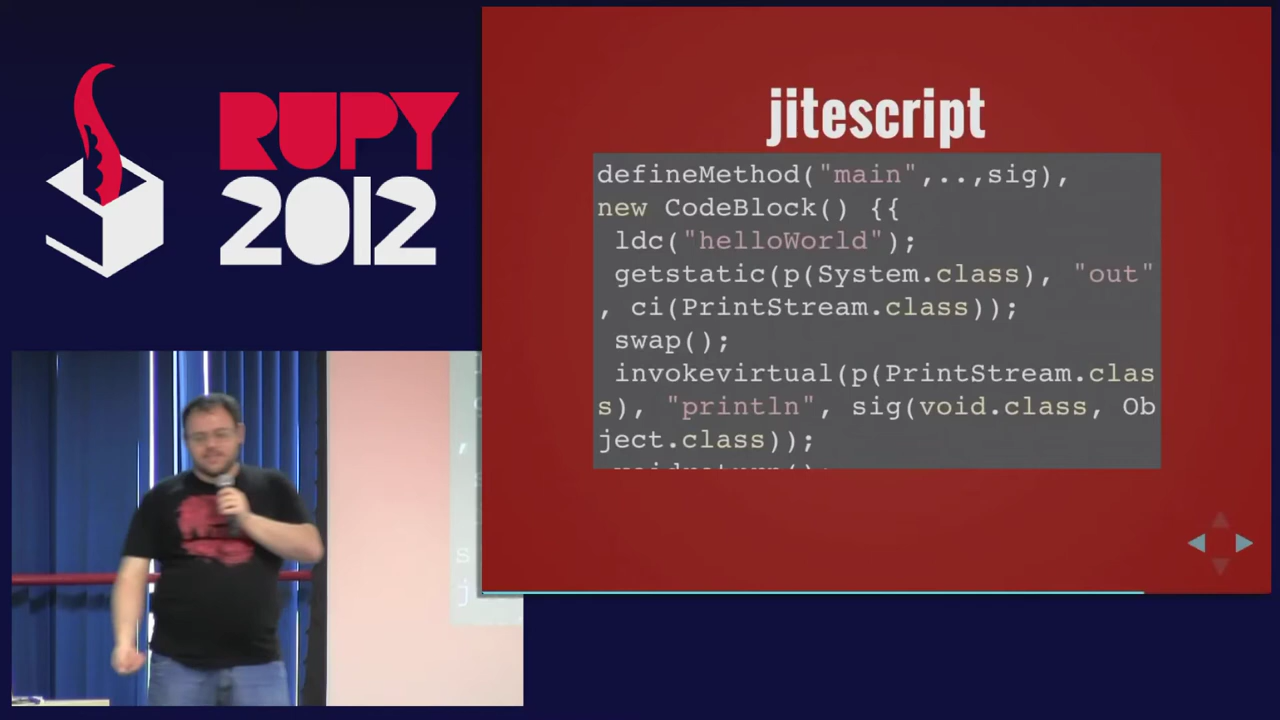 RUPY
2012
jitescript
defineMethod("main",..,sig),
new CodeBlock() {{
ldc("helloWorld");
getstatic(p(System.class), "out"
, ci(PrintStream.class));
swap();
invokevirtual(p(PrintStream.clas
s), "println", sig(void.class, Ob
ject.class));